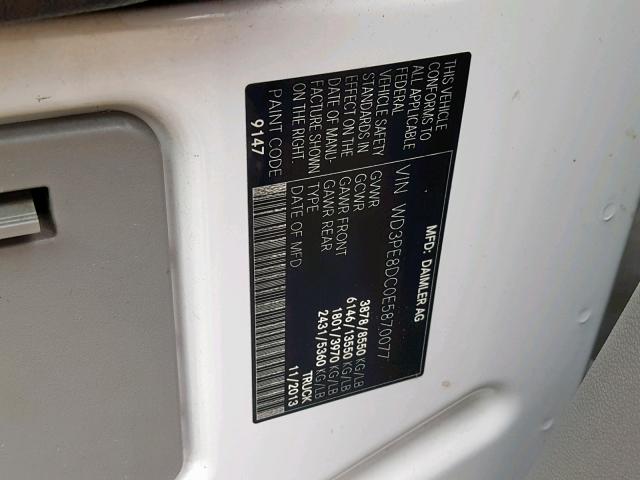 MFD: DAIMLER AG
VIN WD3PE8DC0E5870077
THIS VEHICLE
CONFORMS TO
ALL APPLICABLE
FEDERAL
VEHICLE SAFETY
STANDARDS IN
EFFECT ON THE
DATE OF MANU-
FACTURE SHOWN
ON THE RIGHT.
PAINT CODE
9147
GVWR 3878/8550 KG/LB
GCWR 6146/13550 KG/LB
GAWR FRONT 1801/3970 KG/LB
GAWR REAR 2431/5360 KG/LB
TYPE TRUCK
DATE OF MFD 11/2013